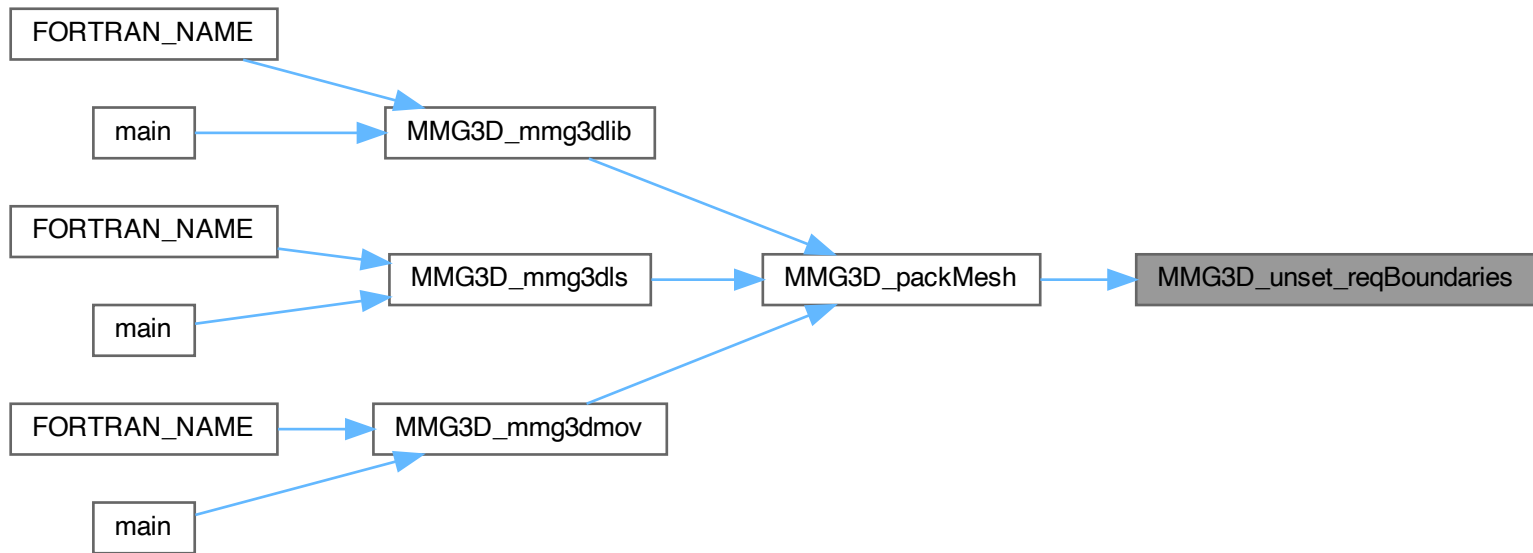 FORTRAN_NAME
main
MMG3D_mmg3dlib
FORTRAN_NAME
main
MMG3D_mmg3dls
MMG3D_packMesh
MMG3D_unset_reqBoundaries
FORTRAN_NAME
main
MMG3D_mmg3dmov